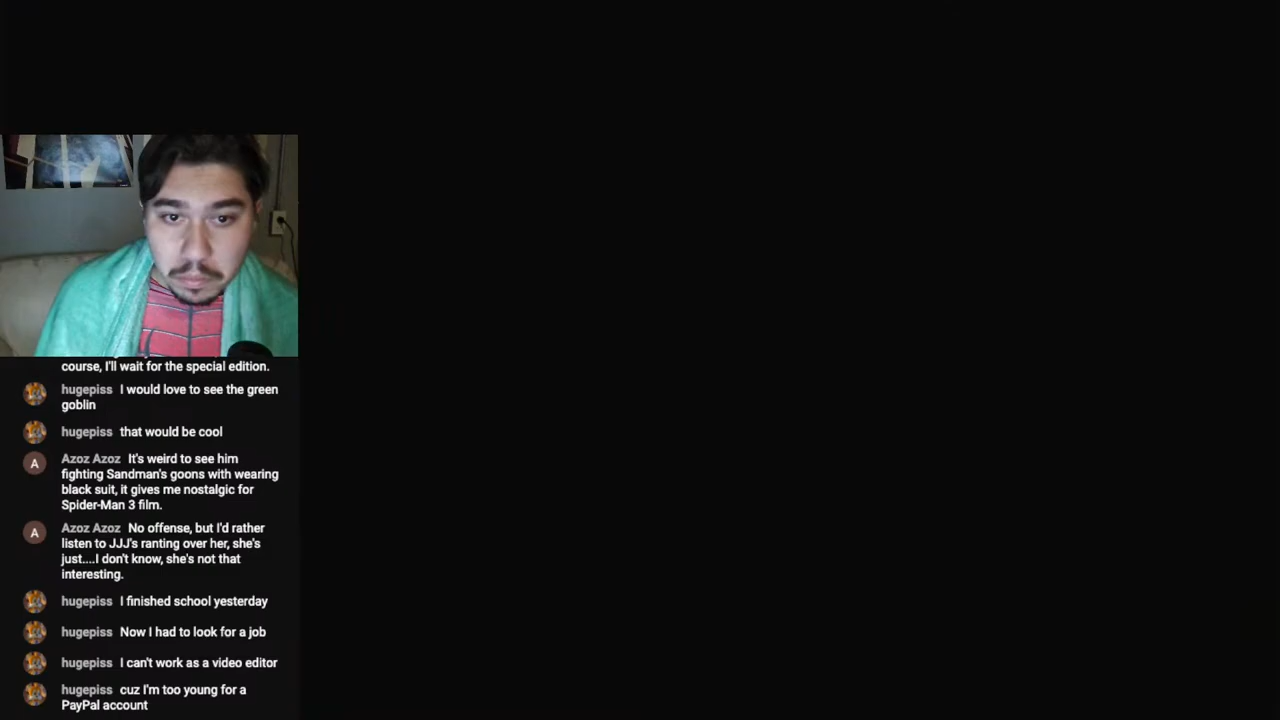 course, I'll wait for the special edition.
hugepiss I would love to see the green
goblin
hugepiss that would be cool
A
Azoz Azoz It's weird to see him
fighting Sandman's goons with wearing
black suit, it gives me nostalgic for
Spider-Man 3 film.
A
Azoz Azoz No offense, but I'd rather
listen to JJJ's ranting over her, she's
just....I don't know, she's not that
interesting.
hugepiss I finished school yesterday
hugepiss Now I had to look for a job
hugepiss I can't work as a video editor
hugepiss cuz I'm too young for a
PayPal account